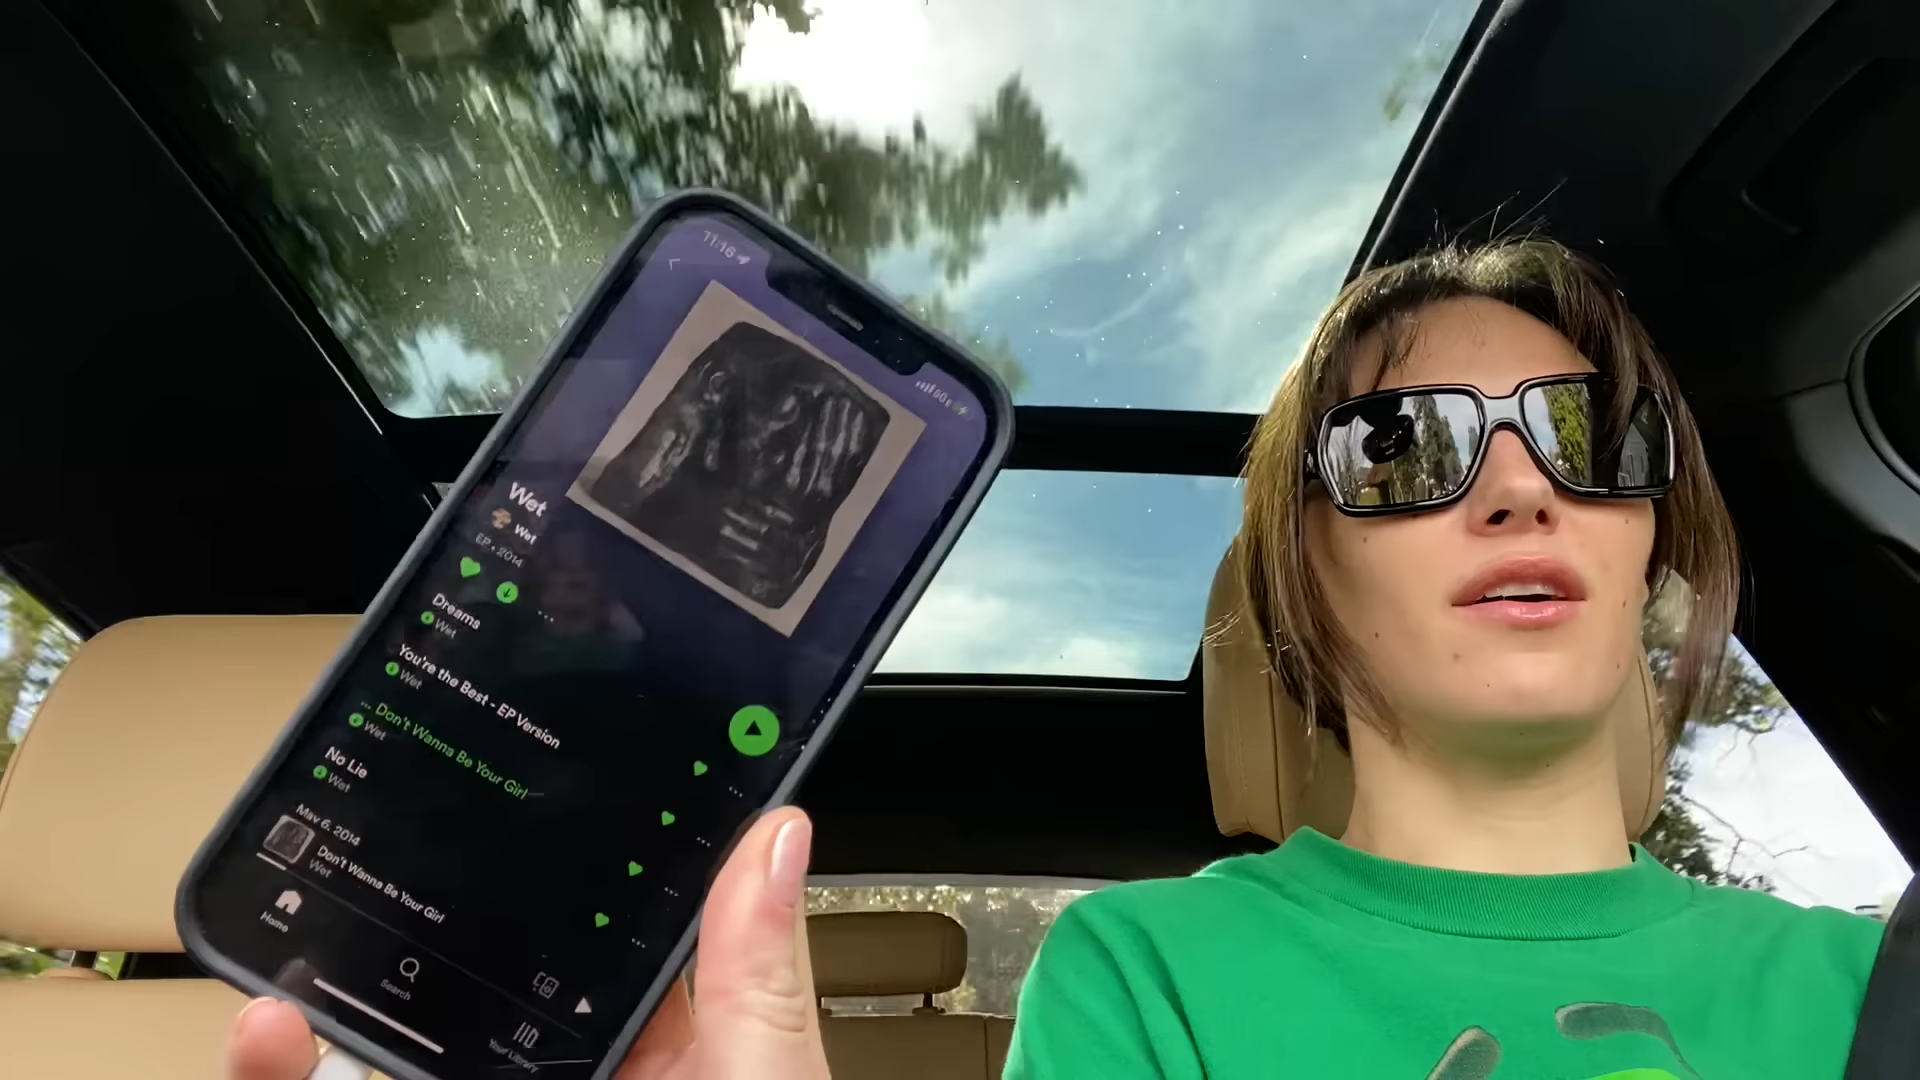 11:16
5G
Wet
Wet
EP • 2014
Dreams
Wet
You're the Best - EP Version
Wet
... Don't Wanna Be Your Girl
Wet
No Lie
Wet
May 6, 2014
Don't Wanna Be Your Girl
Wet
Home
Search
Your Library